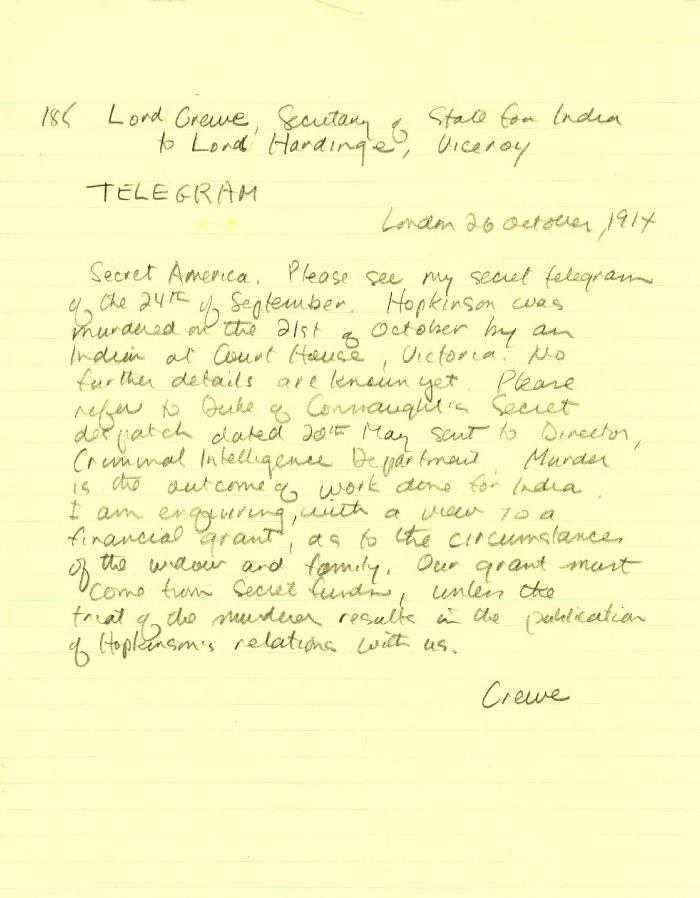 186 Lord Crewe, Secretary of State for India
to Lord Hardinge, Viceroy
TELEGRAM
London 26 October, 1914
Secret America. Please see my secret telegram
of the 24th of September. Hopkinson was
murdered on the 21st of October by an
Indian at Court House, Victoria. No
further details are known yet. Please
refer to Duke of Connaught's Secret
despatch dated 20th May sent to Director,
Criminal Intelligence Department. Murder
is the outcome of work done for India.
I am enquiring, with a view to a
financial grant, as to the circumstances
of the widow and family. Our grant must
come from Secret funds, unless the
trial of the murderer results in the publication
of Hopkinson's relations with us.
Crewe